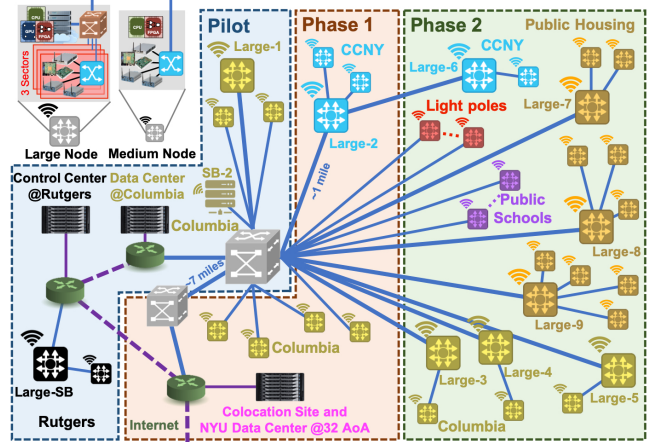 CPU
GPU
FPGA
3 Sectors
Large Node
CPU
FPGA
Medium Node
Pilot
Large-1
SB-2
Columbia
Phase 1
CCNY
Large-2
~1 mile
Phase 2
Public Housing
CCNY
Large-6
Large-7
Light poles
Public
Schools
Large-8
Large-9
Control Center
@Rutgers
Data Center
@Columbia
~7 miles
Columbia
Large-3
Large-4
Large-5
Columbia
Large-SB
Rutgers
Internet
Colocation Site and
NYU Data Center @32 AoA